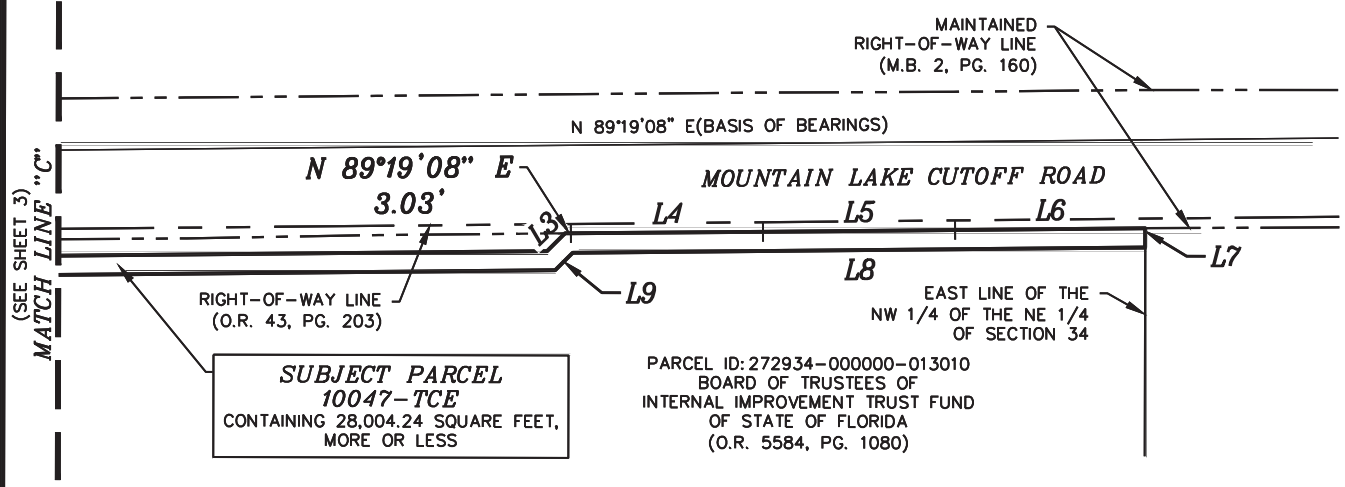 MAINTAINED
RIGHT-OF-WAY LINE
(M.B. 2, PG. 160)
N 89°19'08" E(BASIS OF BEARINGS)
N 89°19'08" E
3.03'
MOUNTAIN LAKE CUTOFF ROAD
L3
L4
L5
L6
L7
L8
L9
(SEE SHEET 3)
MATCH LINE "C"
RIGHT-OF-WAY LINE
(O.R. 43, PG. 203)
EAST LINE OF THE
NW 1/4 OF THE NE 1/4
OF SECTION 34
SUBJECT PARCEL
10047-TCE
CONTAINING 28,004.24 SQUARE FEET,
MORE OR LESS
PARCEL ID: 272934-000000-013010
BOARD OF TRUSTEES OF
INTERNAL IMPROVEMENT TRUST FUND
OF STATE OF FLORIDA
(O.R. 5584, PG. 1080)